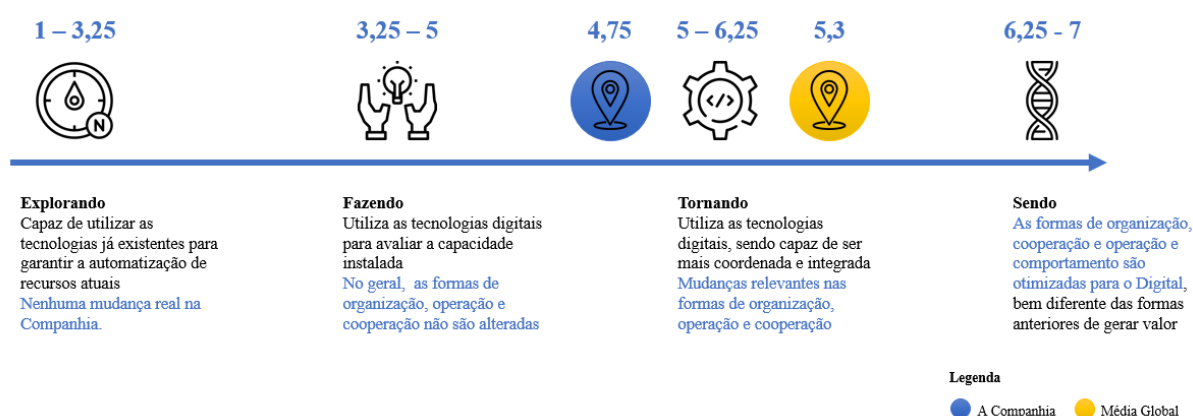 1 – 3,25
3,25 – 5
4,75
5 – 6,25
5,3
6,25 - 7
N
</>
Explorando
Capaz de utilizar as
tecnologias já existentes para
garantir a automatização de
recursos atuais
Nenhuma mudança real na
Companhia.
Fazendo
Utiliza as tecnologias digitais
para avaliar a capacidade
instalada
No geral, as formas de
organização, operação e
cooperação não são alteradas
Tornando
Utiliza as tecnologias
digitais, sendo capaz de ser
mais coordenada e integrada
Mudanças relevantes nas
formas de organização,
operação e cooperação
Sendo
As formas de organização,
cooperação e operação e
comportamento são
otimizadas para o Digital,
bem diferente das formas
anteriores de gerar valor
Legenda
A Companhia
Média Global